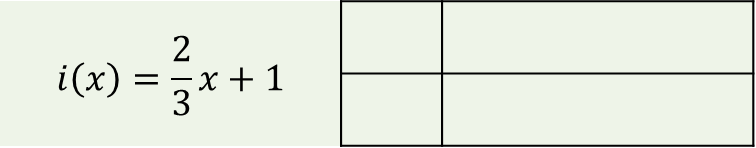 i(x) = 2/3 x + 1